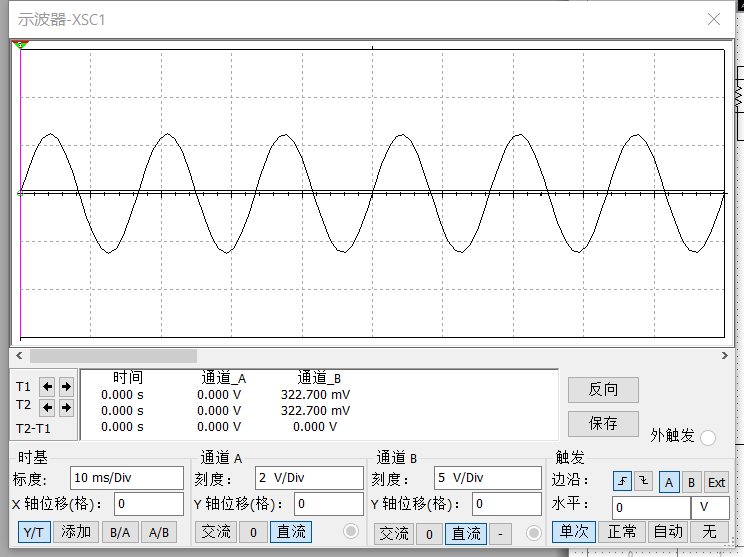 示波器-XSC1
时间 通道_A 通道_B
T1 0.000 s 0.000 V 322.700 mV
T2 0.000 s 0.000 V 322.700 mV
T2-T1 0.000 s 0.000 V 0.000 V
反向
保存
外触发
时基
标度: 10 ms/Div
X 轴位移(格): 0
Y/T 添加 B/A A/B
通道 A
刻度: 2 V/Div
Y 轴位移(格): 0
交流 0 直流
通道 B
刻度: 5 V/Div
Y 轴位移(格): 0
交流 0 直流 -
触发
边沿: A B Ext
水平: 0 V
单次 正常 自动 无